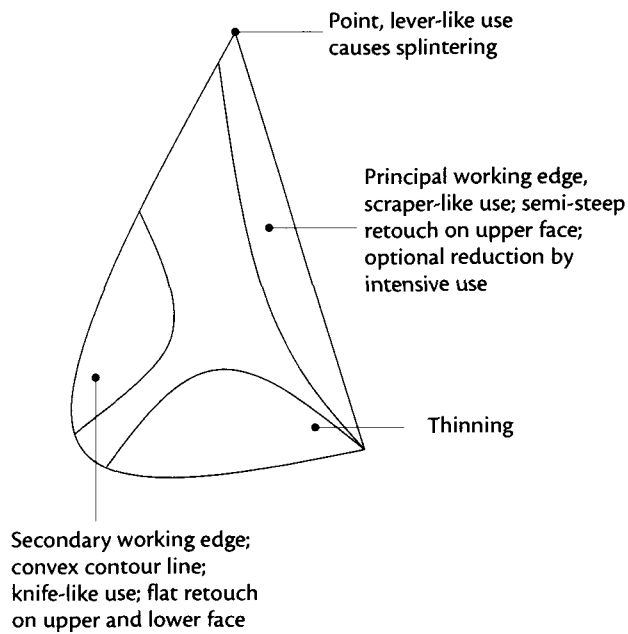 Point, lever-like use
causes splintering
Principal working edge,
scraper-like use; semi-steep
retouch on upper face;
optional reduction by
intensive use
Thinning
Secondary working edge;
convex contour line;
knife-like use; flat retouch
on upper and lower face